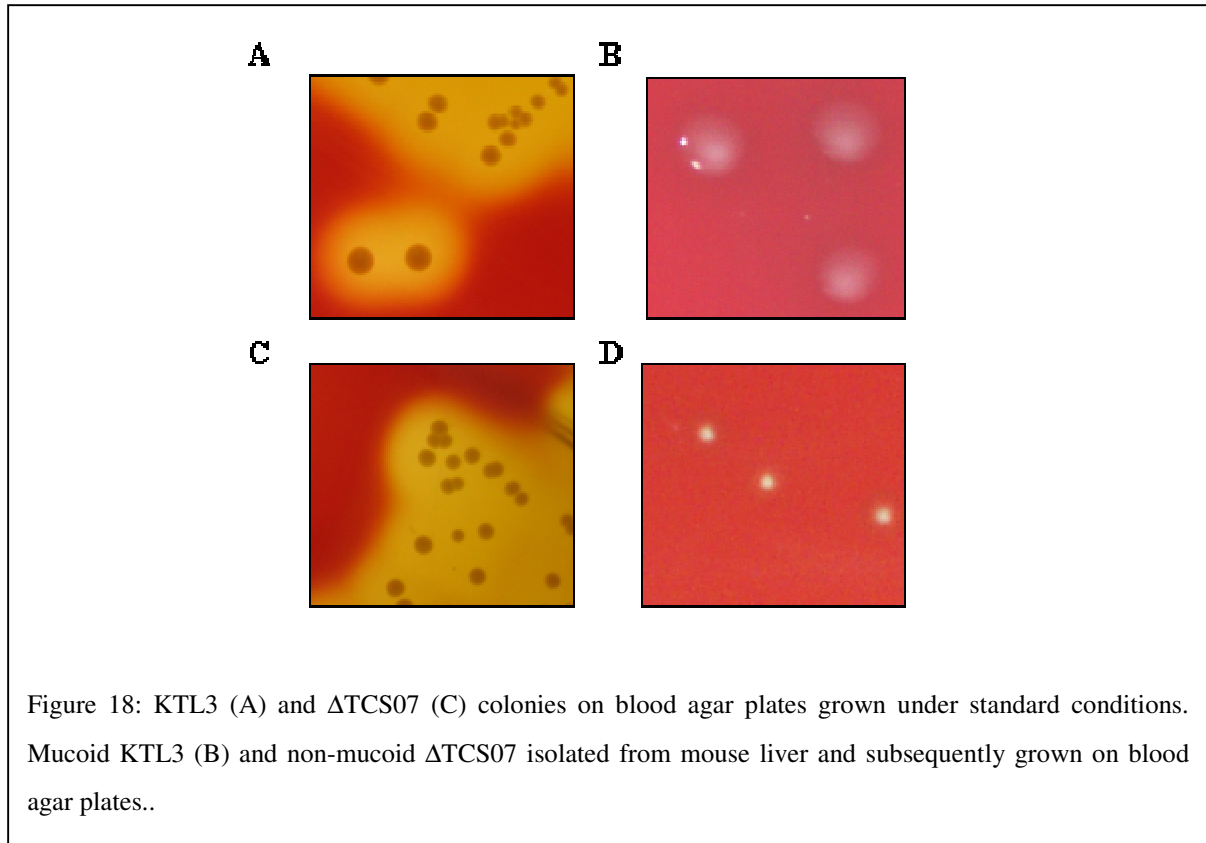 A
B
C
D
Figure 18: KTL3 (A) and ΔTCS07 (C) colonies on blood agar plates grown under standard conditions.
Mucoid KTL3 (B) and non-mucoid ΔTCS07 isolated from mouse liver and subsequently grown on blood
agar plates..